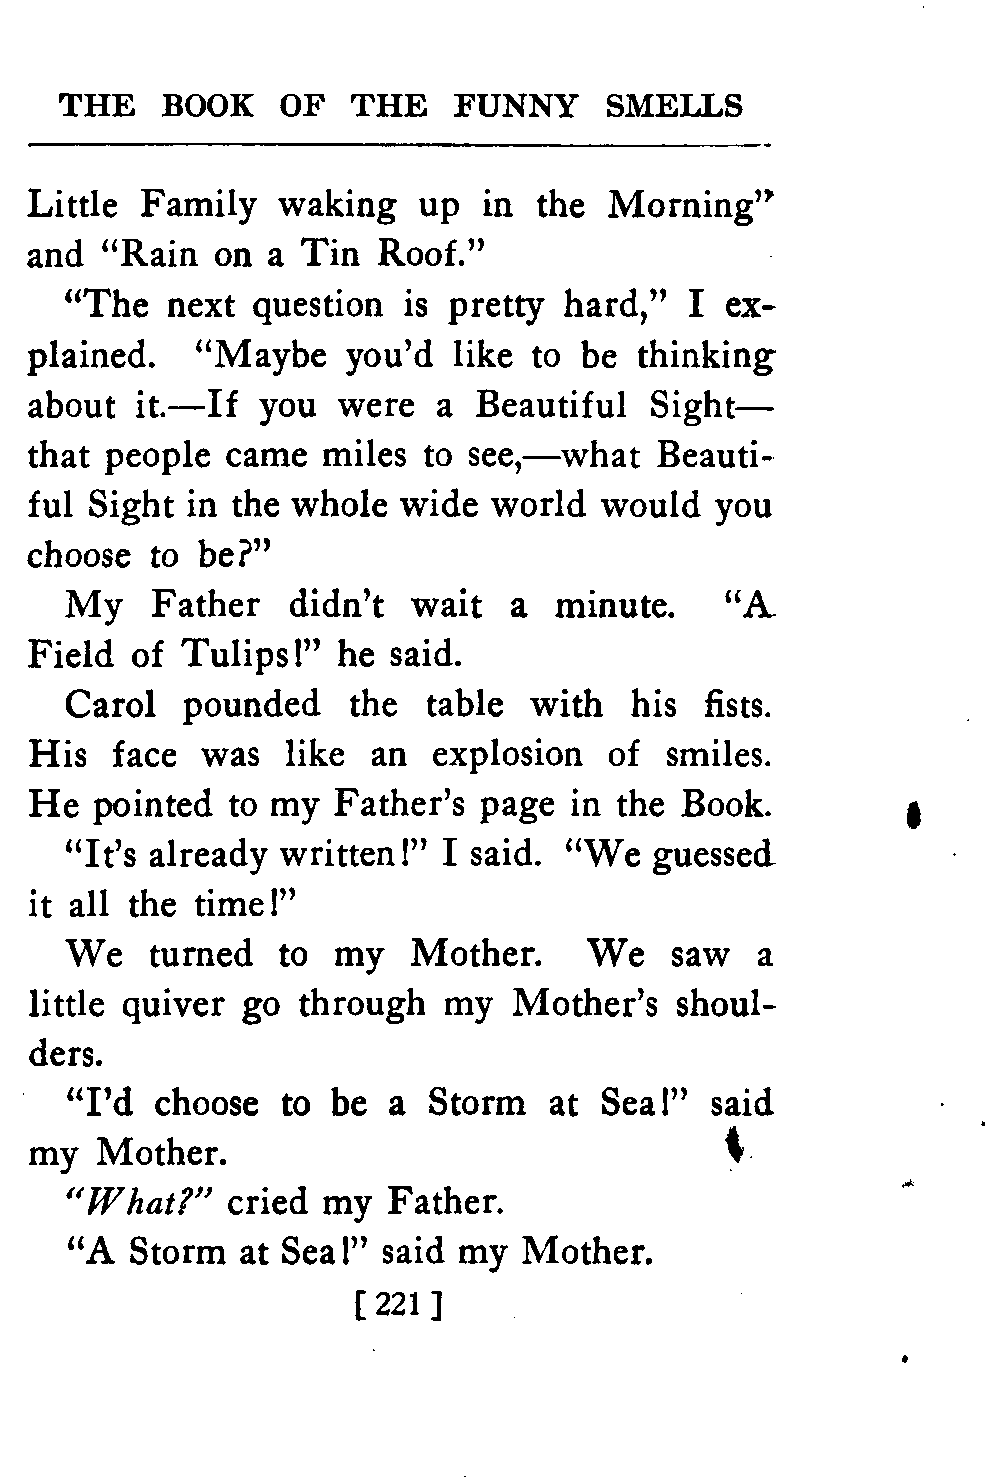 THE BOOK OF THE FUNNY SMELLS
Little Family waking up in the Morning”
and “Rain on a Tin Roof.”
“The next question is pretty hard,” I ex-
plained. “Maybe you’d like to be thinking
about it.—If you were a Beautiful Sight—
that people came miles to see,—what Beauti-
ful Sight in the whole wide world would you
choose to be?”
My Father didn’t wait a minute. “A
Field of Tulips!” he said.
Carol pounded the table with his fists.
His face was like an explosion of smiles.
He pointed to my Father’s page in the Book.
“It’s already written!” I said. “We guessed
it all the time!”
We turned to my Mother. We saw a
little quiver go through my Mother’s shoul-
ders.
“I’d choose to be a Storm at Sea!” said
my Mother.
“What?” cried my Father.
“A Storm at Sea!” said my Mother.
[ 221 ]